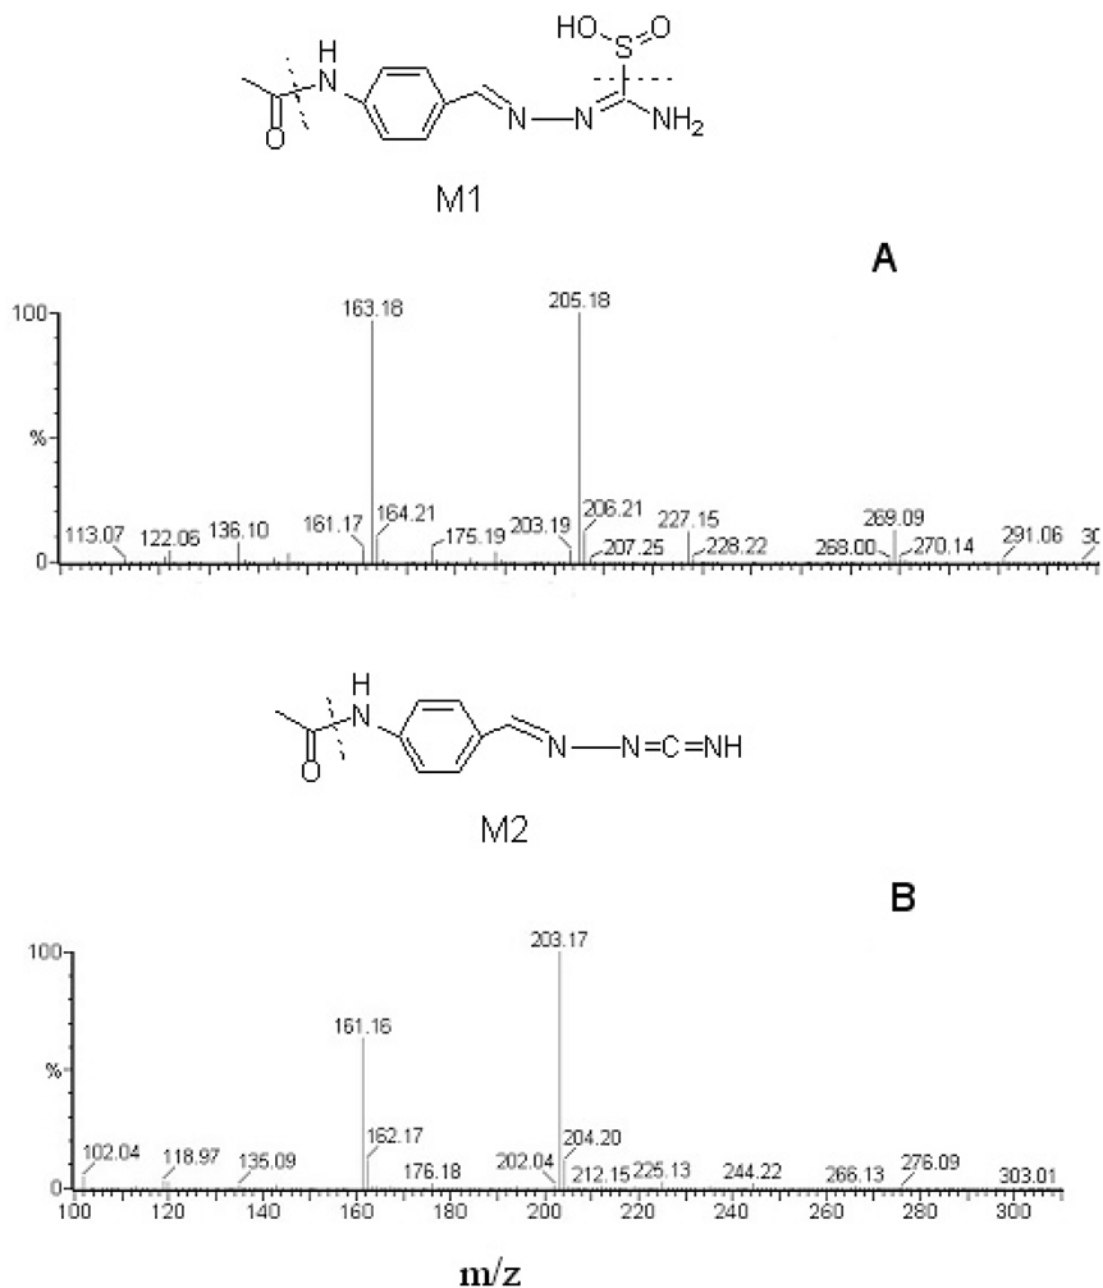 HO
S
O
H
N
O
N
N
NH2
M1
A
100
%
0
163.18
205.18
113.07
122.06
136.10
161.17
164.21
175.19
203.19
206.21
207.25
227.15
228.22
268.00
269.09
270.14
291.06
30
H
N
O
N
N=C=NH
M2
B
100
%
0
203.17
161.16
102.04
118.97
135.09
162.17
176.18
202.04
204.20
212.15
225.13
244.22
266.13
276.09
303.01
100 120 140 160 180 200 220 240 260 280 300
m/z